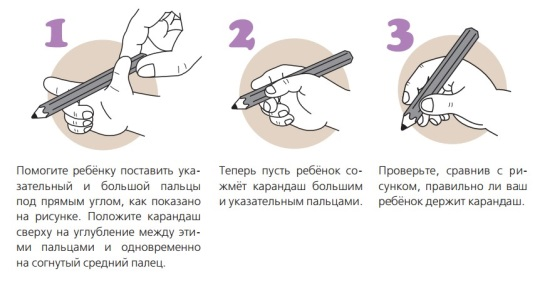 1
Помогите ребёнку поставить ука-
зательный и большой пальцы
под прямым углом, как показано
на рисунке. Положите карандаш
сверху на углубление между эти-
ми пальцами и одновременно
на согнутый средний палец.
2
Теперь пусть ребёнок со-
жмёт карандаш большим
и указательным пальцами.
3
Проверьте, сравнив с ри-
сунком, правильно ли ваш
ребёнок держит карандаш.